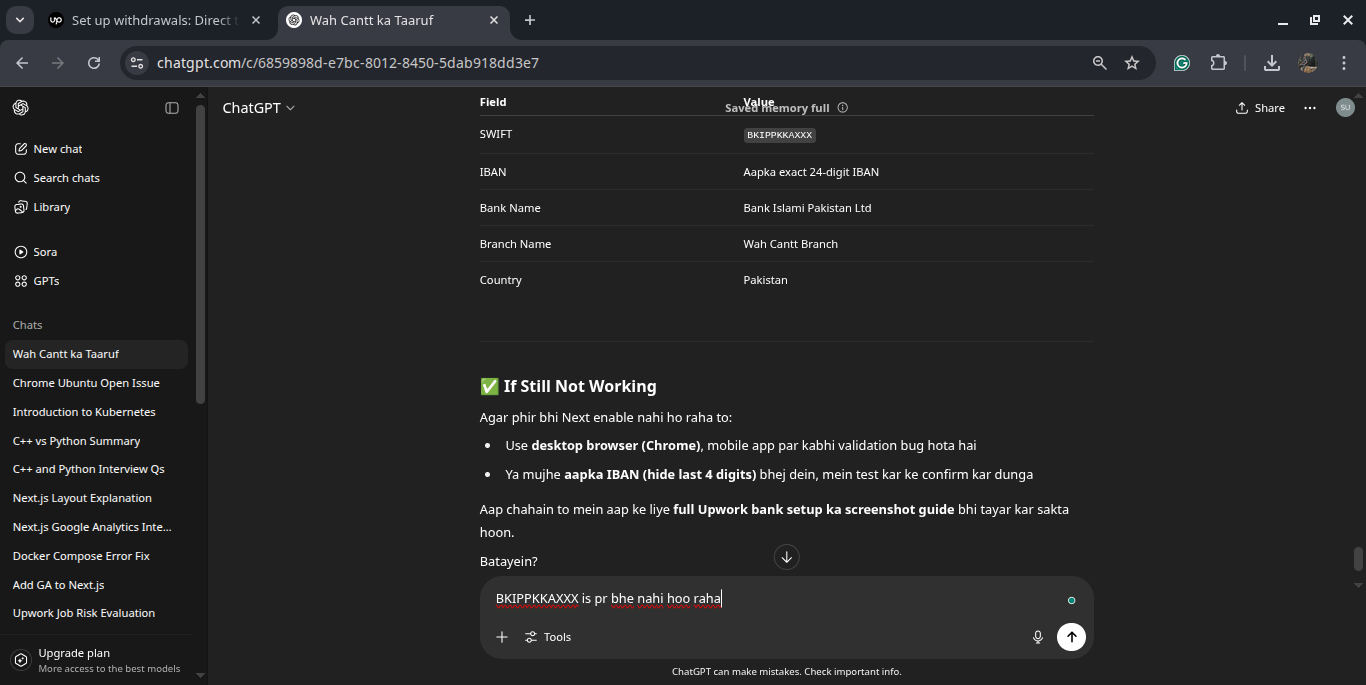 Set up withdrawals: Direct t
Wah Cantt ka Taaruf
chatgpt.com/c/6859898d-e7bc-8012-8450-5dab918dd3e7
ChatGPT
Saved memory full
Share
SU
New chat
Search chats
Library
Sora
GPTs
Chats
Wah Cantt ka Taaruf
Chrome Ubuntu Open Issue
Introduction to Kubernetes
C++ vs Python Summary
C++ and Python Interview Qs
Next.js Layout Explanation
Next.js Google Analytics Inte...
Docker Compose Error Fix
Add GA to Next.js
Upwork Job Risk Evaluation
Upgrade plan
More access to the best models
Field Value
SWIFT BKIPPKKAXXX
IBAN Aapka exact 24-digit IBAN
Bank Name Bank Islami Pakistan Ltd
Branch Name Wah Cantt Branch
Country Pakistan
✅ If Still Not Working
Agar phir bhi Next enable nahi ho raha to:
• Use desktop browser (Chrome), mobile app par kabhi validation bug hota hai
• Ya mujhe aapka IBAN (hide last 4 digits) bhej dein, mein test kar ke confirm kar dunga
Aap chahain to mein aap ke liye full Upwork bank setup ka screenshot guide bhi tayar kar sakta
hoon.
Batayein?
BKIPPKKAXXX is pr bhe nahi hoo raha
Tools
ChatGPT can make mistakes. Check important info.